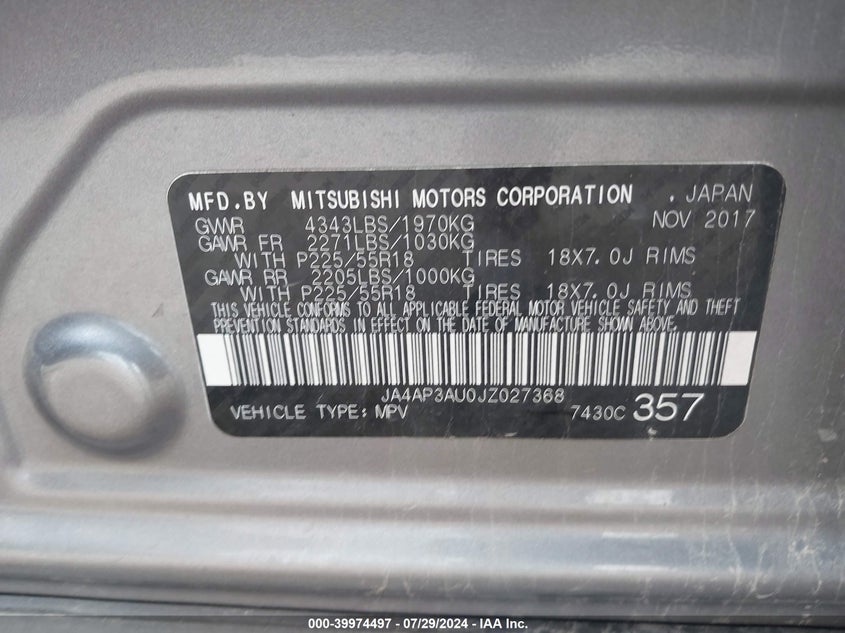 MFD.BY MITSUBISHI MOTORS CORPORATION . JAPAN
GVWR 4343LBS/1970KG NOV 2017
GAWR FR 2271LBS/1030KG
WITH P225/55R18 TIRES 18X7.0J RIMS
GAWR RR 2205LBS/1000KG
WITH P225/55R18 TIRES 18X7.0J RIMS
THIS VEHICLE CONFORMS TO ALL APPLICABLE FEDERAL MOTOR VEHICLE SAFETY AND THEFT
PREVENTION STANDARDS IN EFFECT ON THE DATE OF MANUFACTURE SHOWN ABOVE.
JA4AP3AU0JZ027368
VEHICLE TYPE: MPV 7430C 357
000-39974497 - 07/29/2024 - IAA Inc.